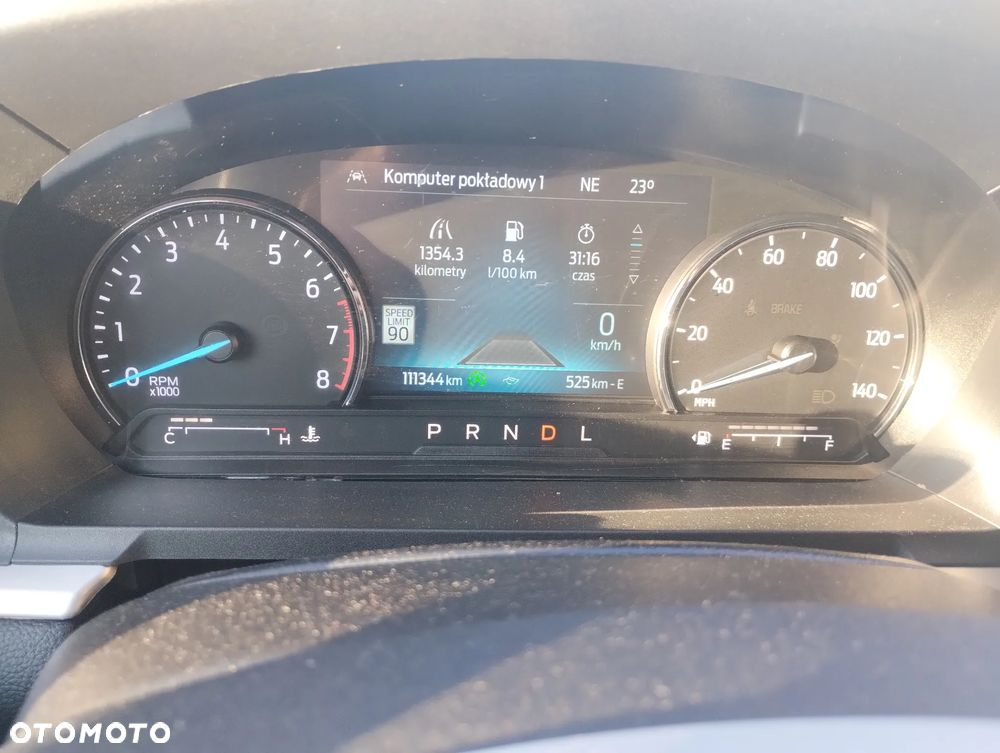 Komputer pokładowy 1 NE 23°
1354.3 8.4 31:16
kilometry l/100 km czas
SPEED
LIMIT
90
0
km/h
111344 km 525 km - E
0 1 2 3 4 5 6 7 8
RPM
x1000
0 20 40 60 80 100 120 140
MPH
BRAKE
C H
P R N D L
E F
OTOMOTO